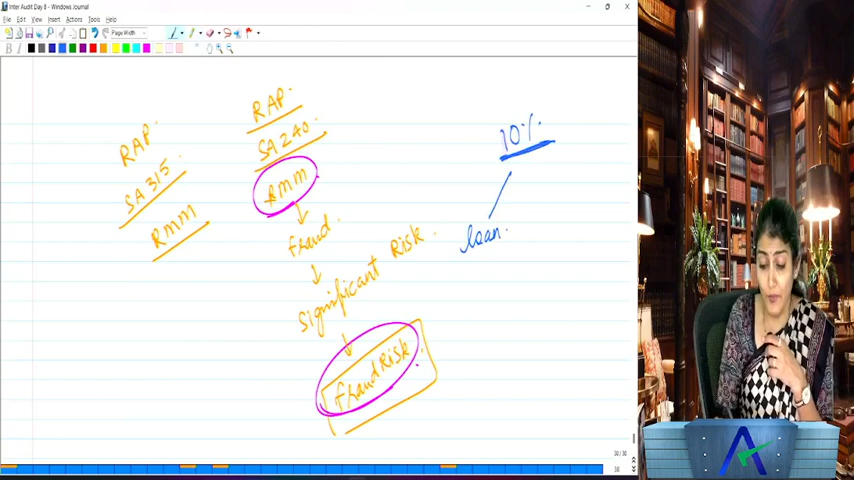 Inter Audit Day 8 - Windows Journal
File Edit View Insert Actions Tools Help
Page Width
RAP.
SA 315.
RMM
RAP.
SA 240.
RMM
fraud.
Significant Risk.
fraud Risk
10%.
loan.
30/30